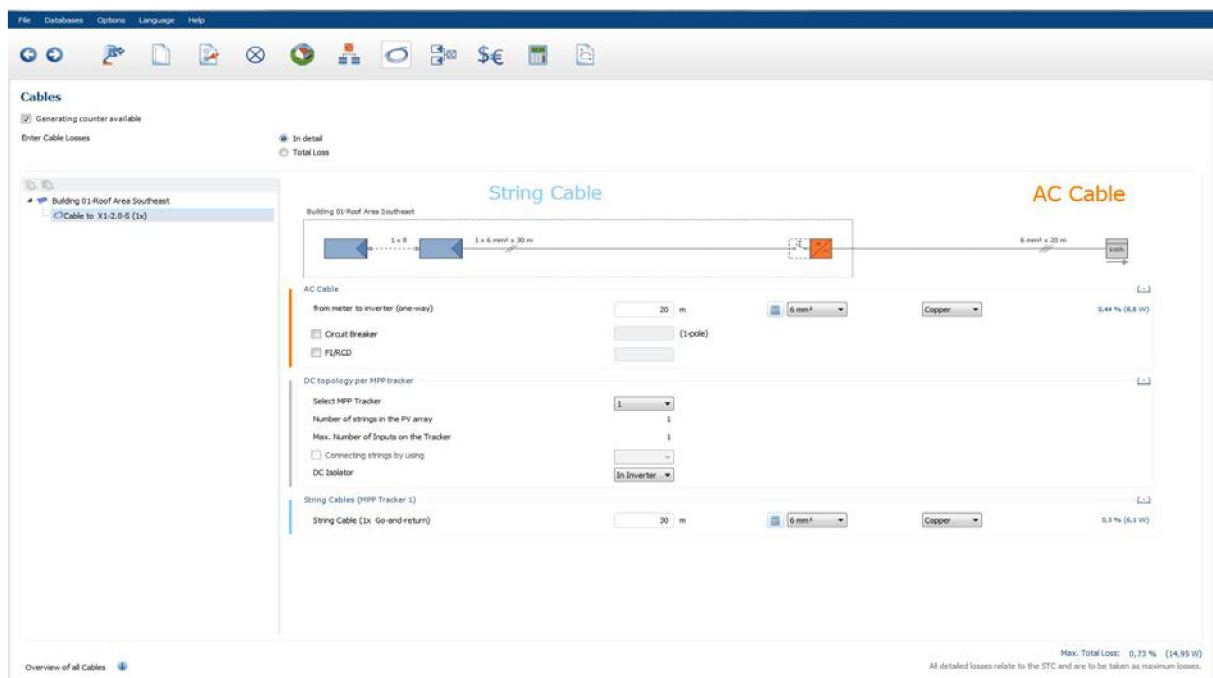 File Databases Options Language Help
$€
Cables
Generating counter available
Enter Cable Losses
In detail
Total Loss
Building 01-Roof Area Southeast
Cable to X1-2.0-S (1x)
String Cable
AC Cable
Building 01-Roof Area Southeast
1 x 8
1 x 6 mm² x 30 m
6 mm² x 20 m
kWh
AC Cable
(-)
from meter to inverter (one-way) 20 m 6 mm² Copper 0,44 % (8,8 W)
Circuit Breaker (1-pole)
FI/RCD
DC topology per MPP tracker
(-)
Select MPP Tracker 1
Number of strings in the PV array 1
Max. Number of Inputs on the Tracker 1
Connecting strings by using
DC Isolator In Inverter
String Cables (MPP Tracker 1)
(-)
String Cable (1x Go-and-return) 30 m 6 mm² Copper 0,3 % (6,1 W)
Max. Total Loss: 0,73 % (14,95 W)
Overview of all Cables
All detailed losses relate to the STC and are to be taken as maximum losses.